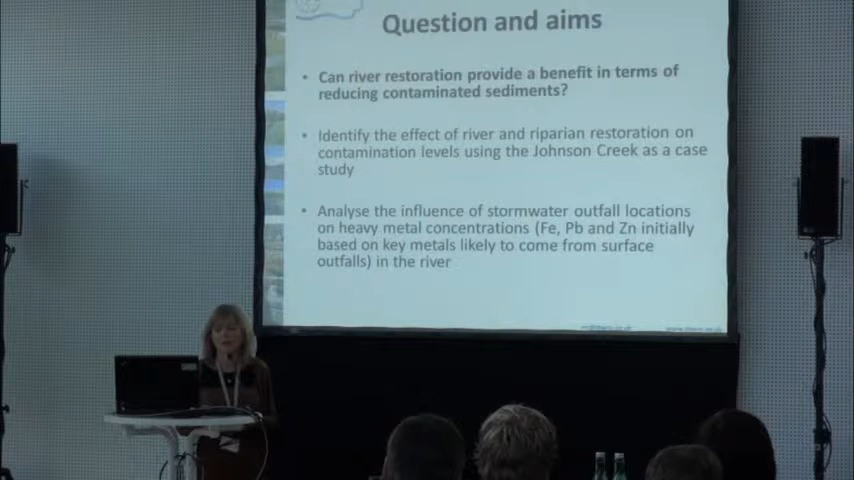 Question and aims
• Can river restoration provide a benefit in terms of
reducing contaminated sediments?
• Identify the effect of river and riparian restoration on
contamination levels using the Johnson Creek as a case
study
• Analyse the influence of stormwater outfall locations
on heavy metal concentrations (Fe, Pb and Zn initially
based on key metals likely to come from surface
outfalls) in the river